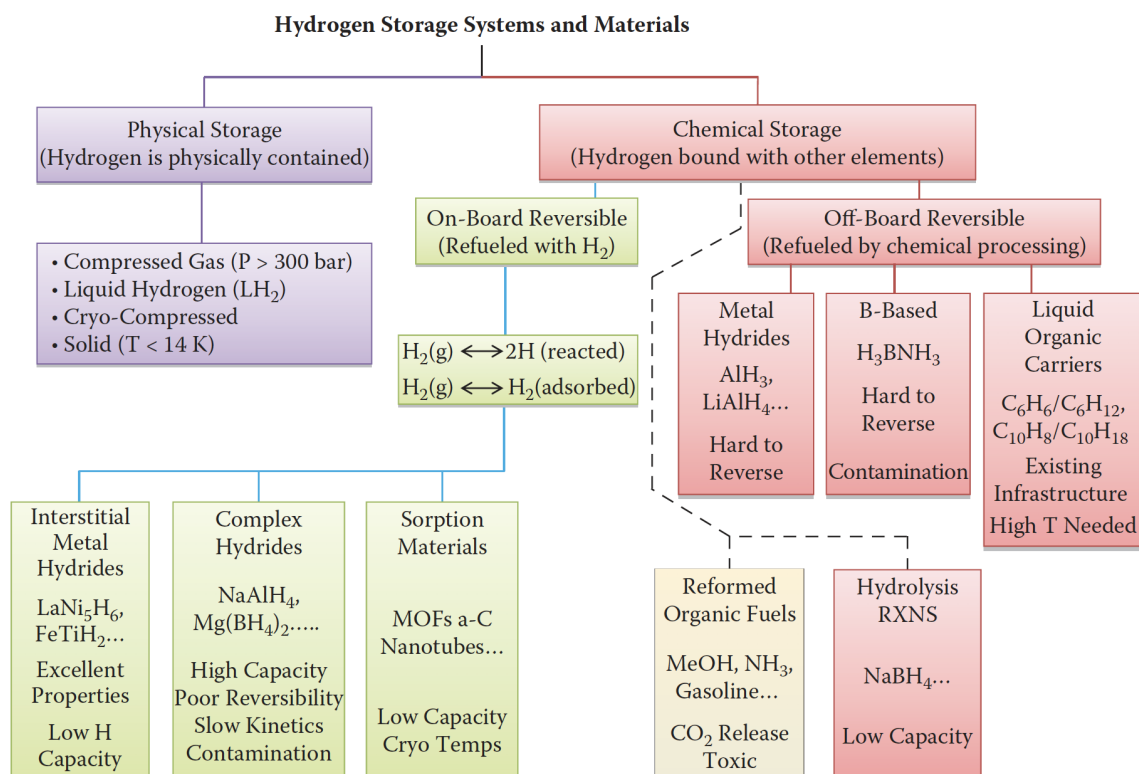 Hydrogen Storage Systems and Materials
Physical Storage
(Hydrogen is physically contained)
• Compressed Gas (P > 300 bar)
• Liquid Hydrogen (LH₂)
• Cryo-Compressed
• Solid (T < 14 K)
Chemical Storage
(Hydrogen bound with other elements)
On-Board Reversible
(Refueled with H₂)
H₂(g) ⟷ 2H (reacted)
H₂(g) ⟷ H₂(adsorbed)
Interstitial
Metal
Hydrides
LaNi₅H₆,
FeTiH₂…
Excellent
Properties
Low H
Capacity
Complex
Hydrides
NaAlH₄,
Mg(BH₄)₂…..
High Capacity
Poor Reversibility
Slow Kinetics
Contamination
Sorption
Materials
MOFs a-C
Nanotubes…
Low Capacity
Cryo Temps
Off-Board Reversible
(Refueled by chemical processing)
Metal
Hydrides
AlH₃,
LiAlH₄…
Hard to
Reverse
B-Based
H₃BNH₃
Hard to
Reverse
Contamination
Liquid
Organic
Carriers
C₆H₆/C₆H₁₂,
C₁₀H₈/C₁₀H₁₈
Existing
Infrastructure
High T Needed
Reformed
Organic Fuels
MeOH, NH₃,
Gasoline…
CO₂ Release
Toxic
Hydrolysis
RXNS
NaBH₄…
Low Capacity